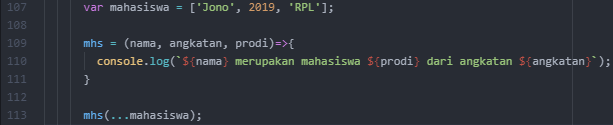 107 var mahasiswa = ['Jono', 2019, 'RPL'];
108
109 mhs = (nama, angkatan, prodi)=>{
110 console.log(`${nama} merupakan mahasiswa ${prodi} dari angkatan ${angkatan}`);
111 }
112
113 mhs(...mahasiswa);